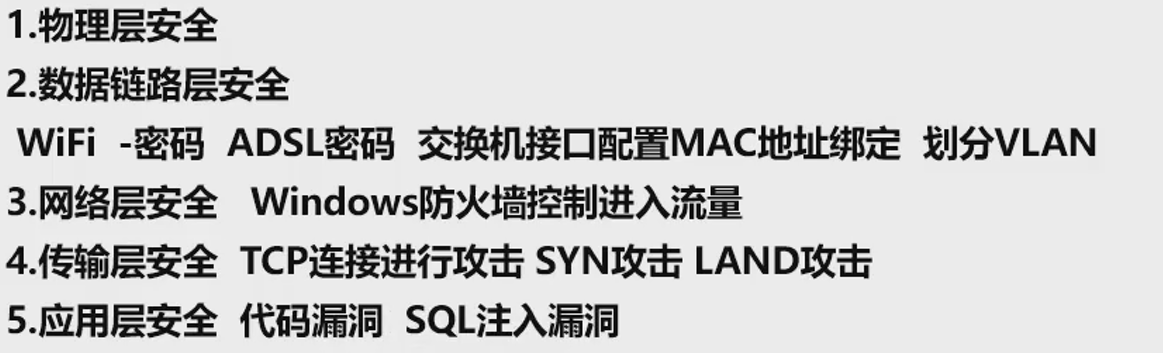 1.物理层安全
2.数据链路层安全
WiFi -密码 ADSL密码 交换机接口配置MAC地址绑定 划分VLAN
3.网络层安全 Windows防火墙控制进入流量
4.传输层安全 TCP连接进行攻击 SYN攻击 LAND攻击
5.应用层安全 代码漏洞 SQL注入漏洞